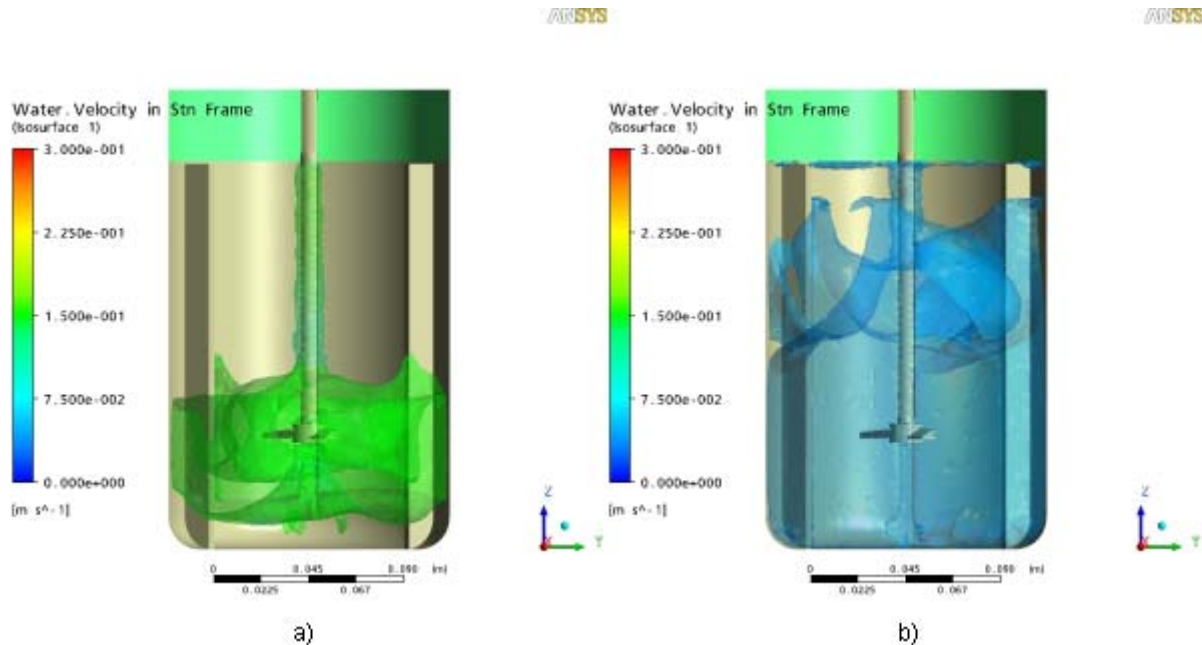 ANSYS
ANSYS
Water.Velocity in Stn Frame
(Isosurface 1)
3.000e-001
2.250e-001
1.500e-001
7.500e-002
0.000e+000
[m s^-1]
Z
X
Y
0 0.045 0.090 (m)
0.0225 0.067
a)
Water.Velocity in Stn Frame
(Isosurface 1)
3.000e-001
2.250e-001
1.500e-001
7.500e-002
0.000e+000
[m s^-1]
Z
X
Y
0 0.045 0.090 (m)
0.0225 0.067
b)